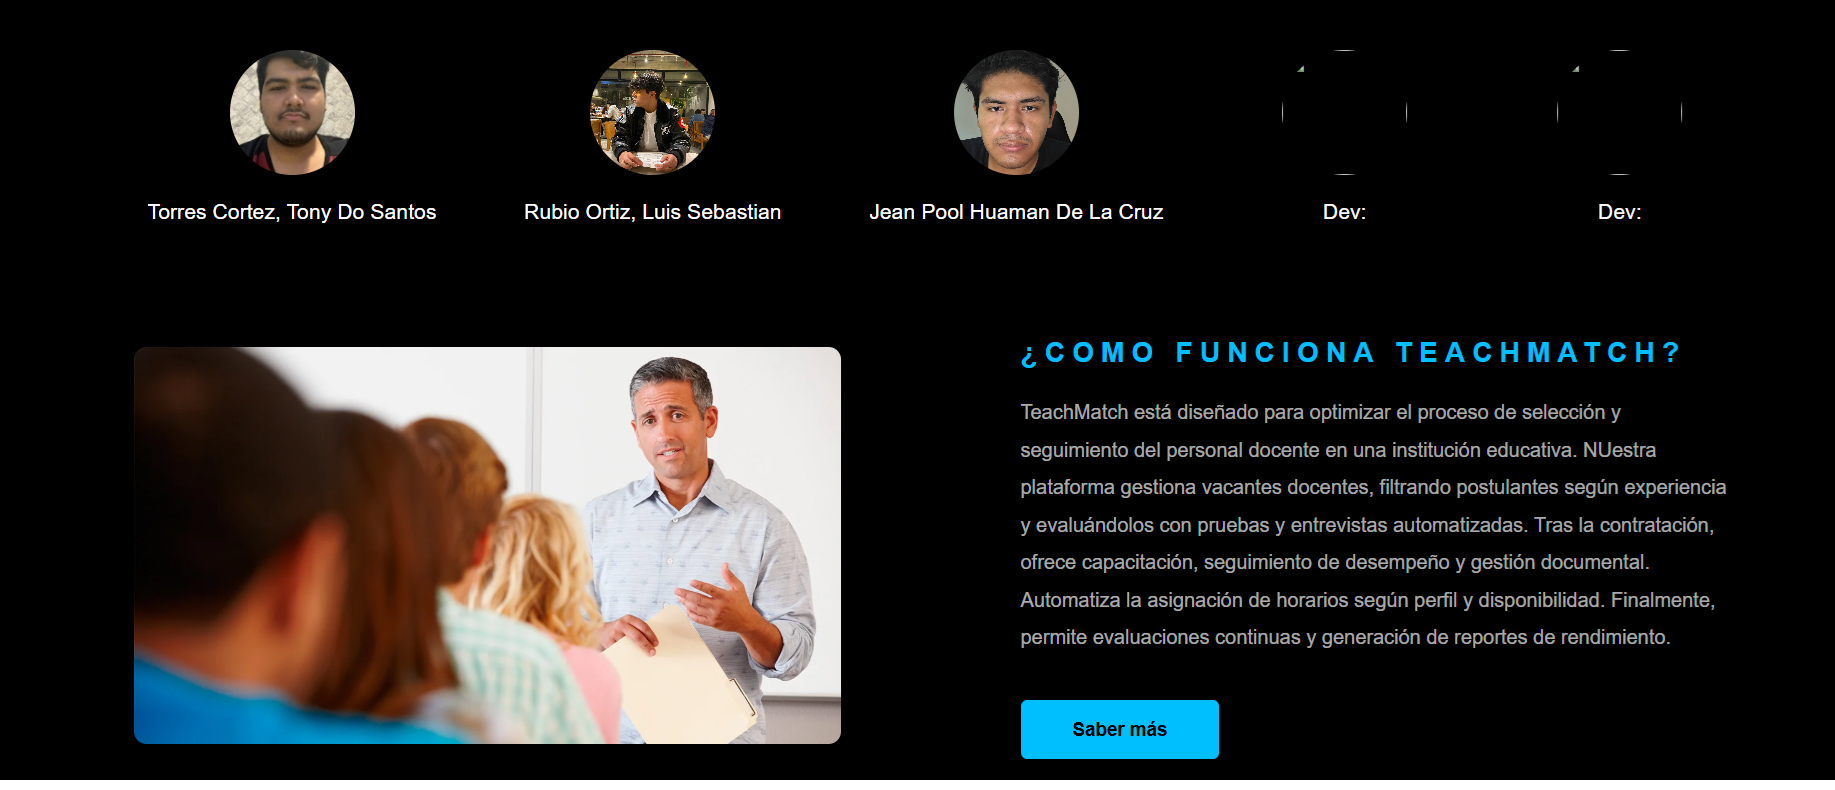 Torres Cortez, Tony Do Santos
Rubio Ortiz, Luis Sebastian
Jean Pool Huaman De La Cruz
Dev:
Dev:
¿COMO FUNCIONA TEACHMATCH?
TeachMatch está diseñado para optimizar el proceso de selección y
seguimiento del personal docente en una institución educativa. NUestra
plataforma gestiona vacantes docentes, filtrando postulantes según experiencia
y evaluándolos con pruebas y entrevistas automatizadas. Tras la contratación,
ofrece capacitación, seguimiento de desempeño y gestión documental.
Automatiza la asignación de horarios según perfil y disponibilidad. Finalmente,
permite evaluaciones continuas y generación de reportes de rendimiento.
Saber más